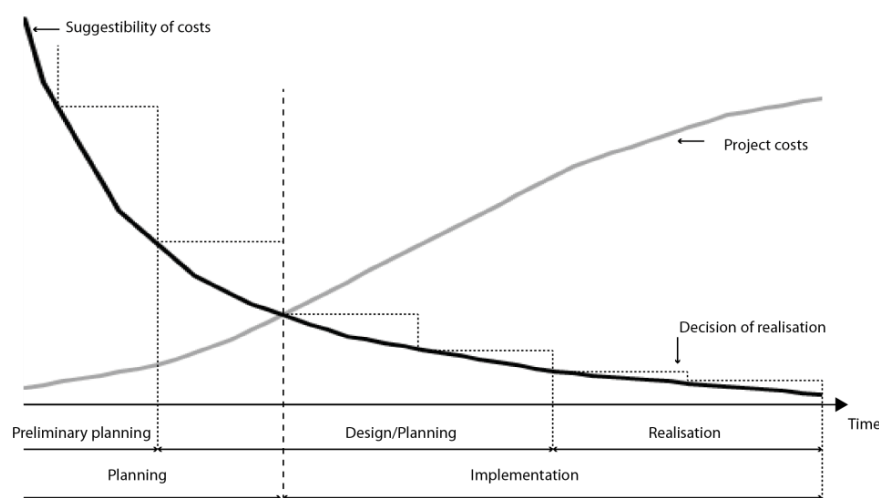 Suggestibility of costs
Project costs
Decision of realisation
Time
Preliminary planning
Design/Planning
Realisation
Planning
Implementation